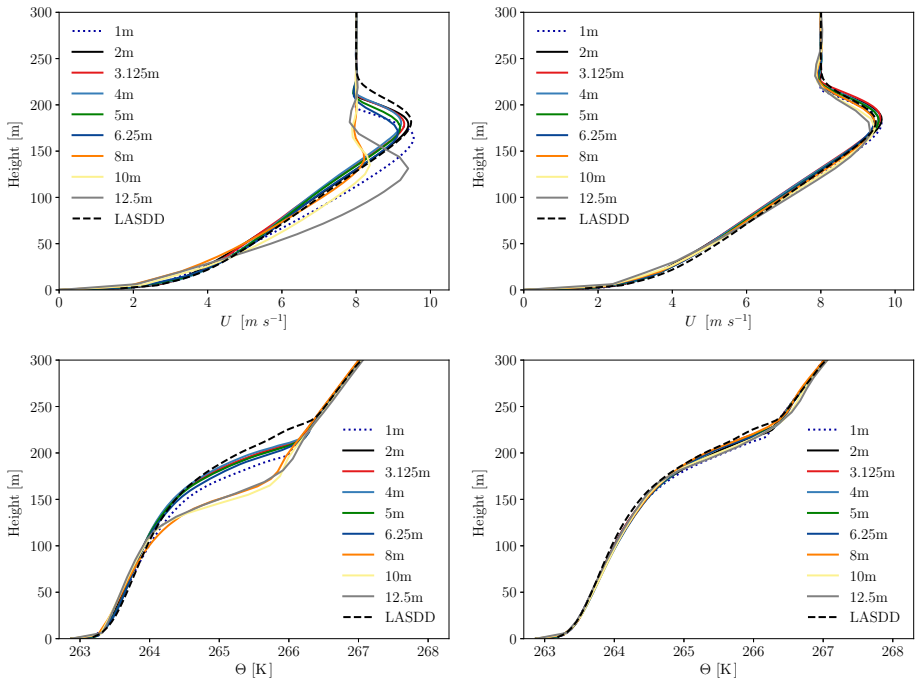 300
250
200
150
100
50
0
Height [m]
0 2 4 6 8 10
U [m s⁻¹]
1m
2m
3.125m
4m
5m
6.25m
8m
10m
12.5m
LASDD
300
250
200
150
100
50
0
Height [m]
0 2 4 6 8 10
U [m s⁻¹]
1m
2m
3.125m
4m
5m
6.25m
8m
10m
12.5m
LASDD
300
250
200
150
100
50
0
Height [m]
263 264 265 266 267 268
Θ [K]
1m
2m
3.125m
4m
5m
6.25m
8m
10m
12.5m
LASDD
300
250
200
150
100
50
0
Height [m]
263 264 265 266 267 268
Θ [K]
1m
2m
3.125m
4m
5m
6.25m
8m
10m
12.5m
LASDD